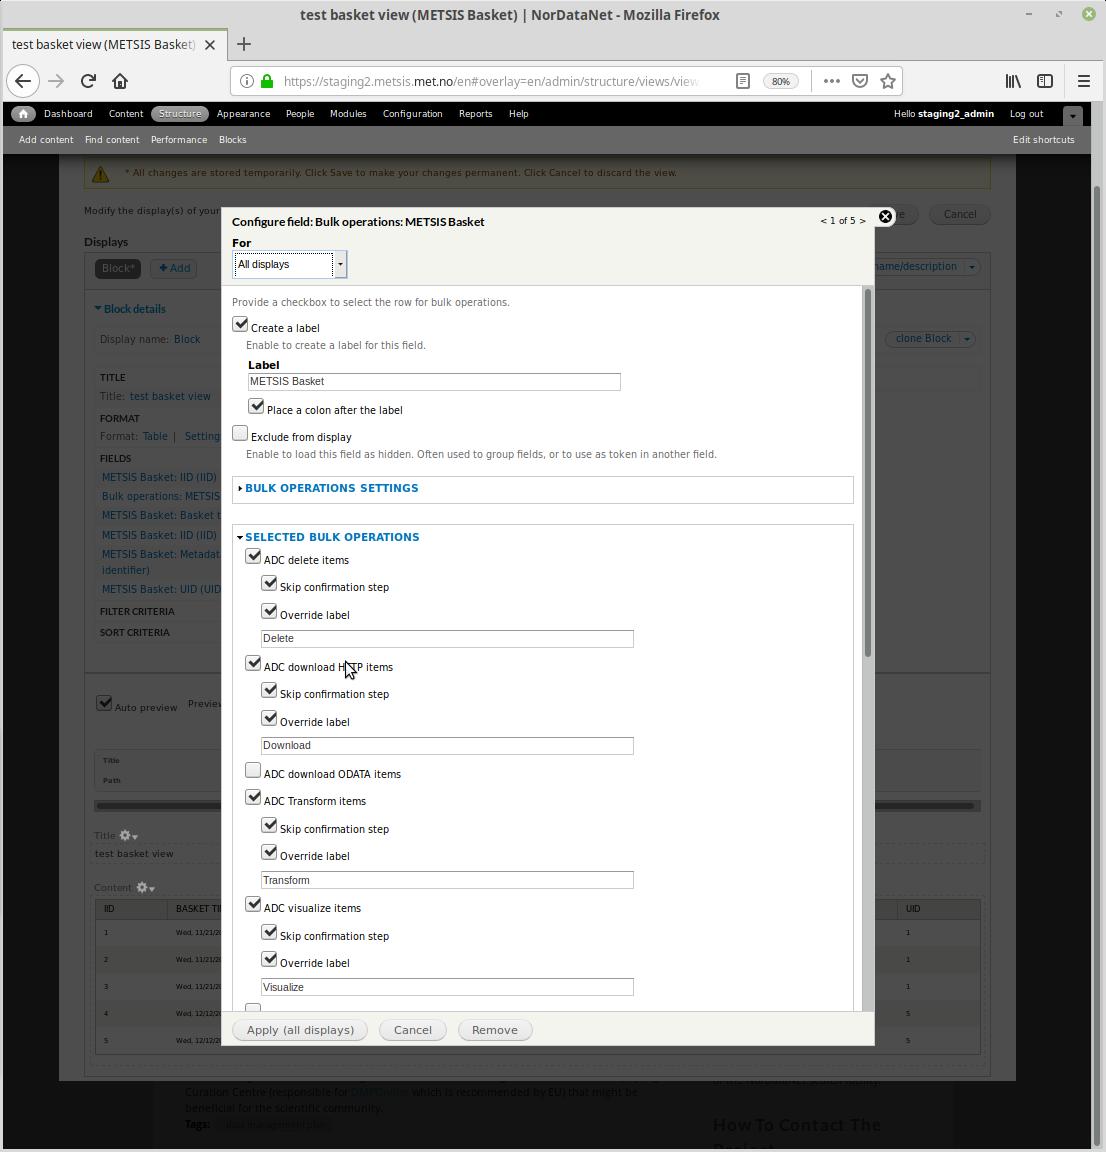 test basket view (METSIS Basket) | NorDataNet - Mozilla Firefox
test basket view (METSIS Basket)
https://staging2.metsis.met.no/en#overlay=en/admin/structure/views/view
80%
Dashboard Content Structure Appearance People Modules Configuration Reports Help
Hello staging2_admin Log out
Add content Find content Performance Blocks
Edit shortcuts
* All changes are stored temporarily. Click Save to make your changes permanent. Click Cancel to discard the view.
Modify the display(s) of your
Cancel
Displays
Block* Add
name/description
Block details
Display name: Block
clone Block
TITLE
Title: test basket view
FORMAT
Format: Table | Setting
FIELDS
METSIS Basket: IID (IID)
Bulk operations: METSIS
METSIS Basket: Basket t
METSIS Basket: IID (IID)
METSIS Basket: Metadat
identifier)
METSIS Basket: UID (UID
FILTER CRITERIA
SORT CRITERIA
Auto preview Preview
Title
Path
Title
test basket view
Content
IID BASKET TI UID
1 Wed, 11/21/20 1
2 Wed, 11/21/20 1
3 Wed, 11/21/20 1
4 Wed, 12/12/20 5
5 Wed, 12/12/20 5
Configure field: Bulk operations: METSIS Basket
< 1 of 5 >
For
All displays
Provide a checkbox to select the row for bulk operations.
Create a label
Enable to create a label for this field.
Label
METSIS Basket
Place a colon after the label
Exclude from display
Enable to load this field as hidden. Often used to group fields, or to use as token in another field.
BULK OPERATIONS SETTINGS
SELECTED BULK OPERATIONS
ADC delete items
Skip confirmation step
Override label
Delete
ADC download HTTP items
Skip confirmation step
Override label
Download
ADC download ODATA items
ADC Transform items
Skip confirmation step
Override label
Transform
ADC visualize items
Skip confirmation step
Override label
Visualize
Apply (all displays) Cancel Remove
Curation Centre (responsible for DMPOnline which is recommended by EU) that might be
beneficial for the scientific community.
Tags: data management plan
How To Contact The